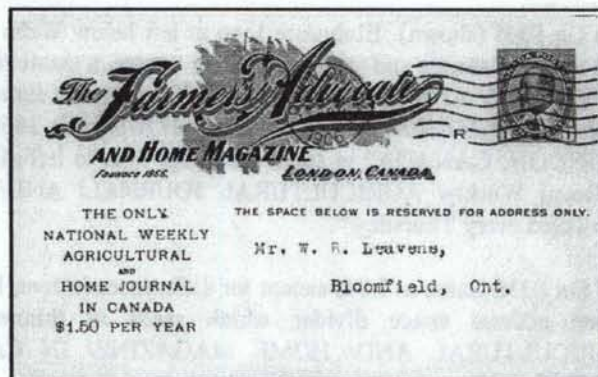 The Farmer's Advocate
AND HOME MAGAZINE
FOUNDED 1866. LONDON, CANADA.
R
THE ONLY
NATIONAL WEEKLY
AGRICULTURAL
AND
HOME JOURNAL
IN CANADA
$1.50 PER YEAR
THE SPACE BELOW IS RESERVED FOR ADDRESS ONLY.
Mr. W. R. Leavens,
Bloomfield, Ont.